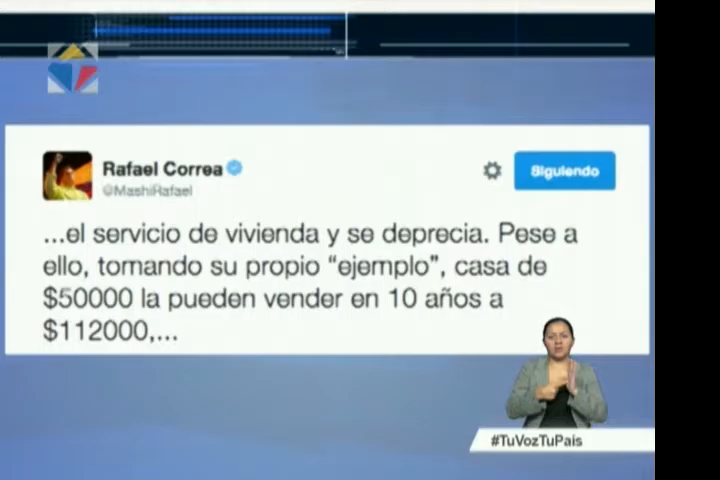 Rafael Correa
@MashiRafael
Siguiendo
...el servicio de vivienda y se deprecia. Pese a
ello, tomando su propio “ejemplo”, casa de
$50000 la pueden vender en 10 años a
$112000,...
#TuVozTuPaís